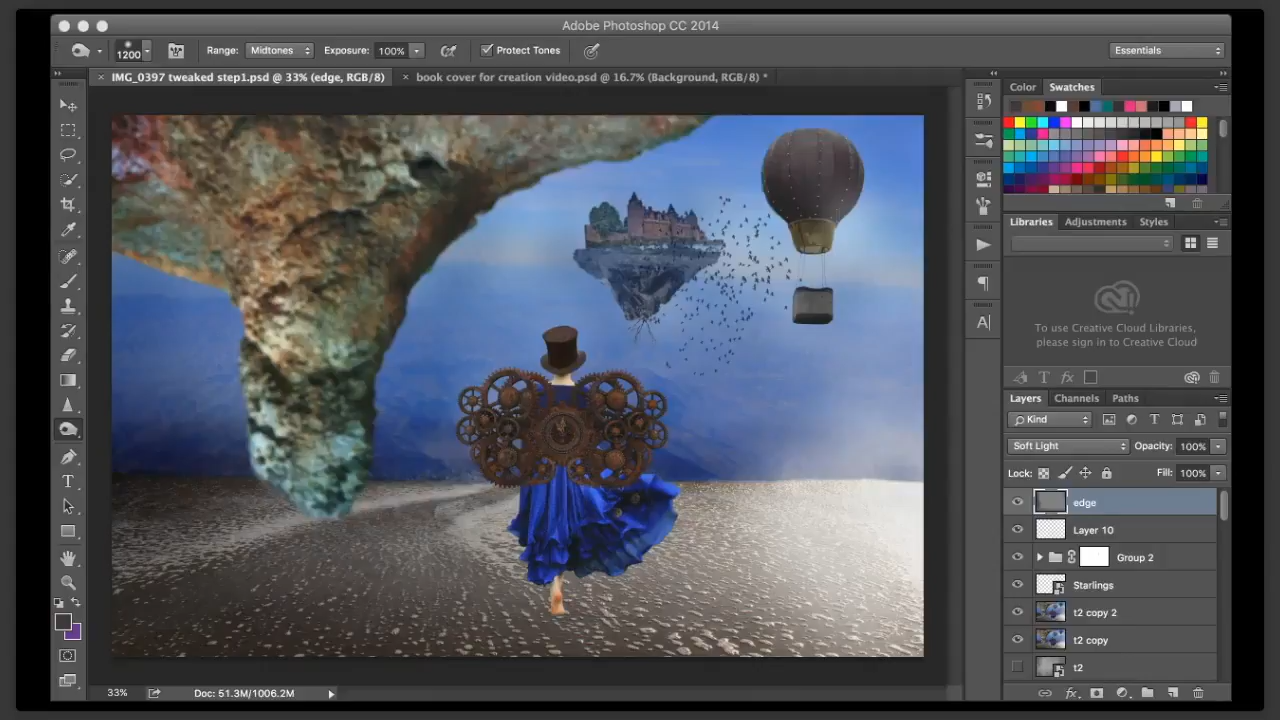 Adobe Photoshop CC 2014
1200 Range: Midtones Exposure: 100% Protect Tones Essentials
× IMG_0397 tweaked step1.psd @ 33% (edge, RGB/8) × book cover for creation video.psd @ 16.7% (Background, RGB/8) *
Color Swatches
Libraries Adjustments Styles
To use Creative Cloud Libraries,
please sign in to Creative Cloud
Layers Channels Paths
Kind
Soft Light Opacity: 100%
Lock: Fill: 100%
edge
Layer 10
Group 2
Starlings
t2 copy 2
t2 copy
t2
33% Doc: 51.3M/1006.2M